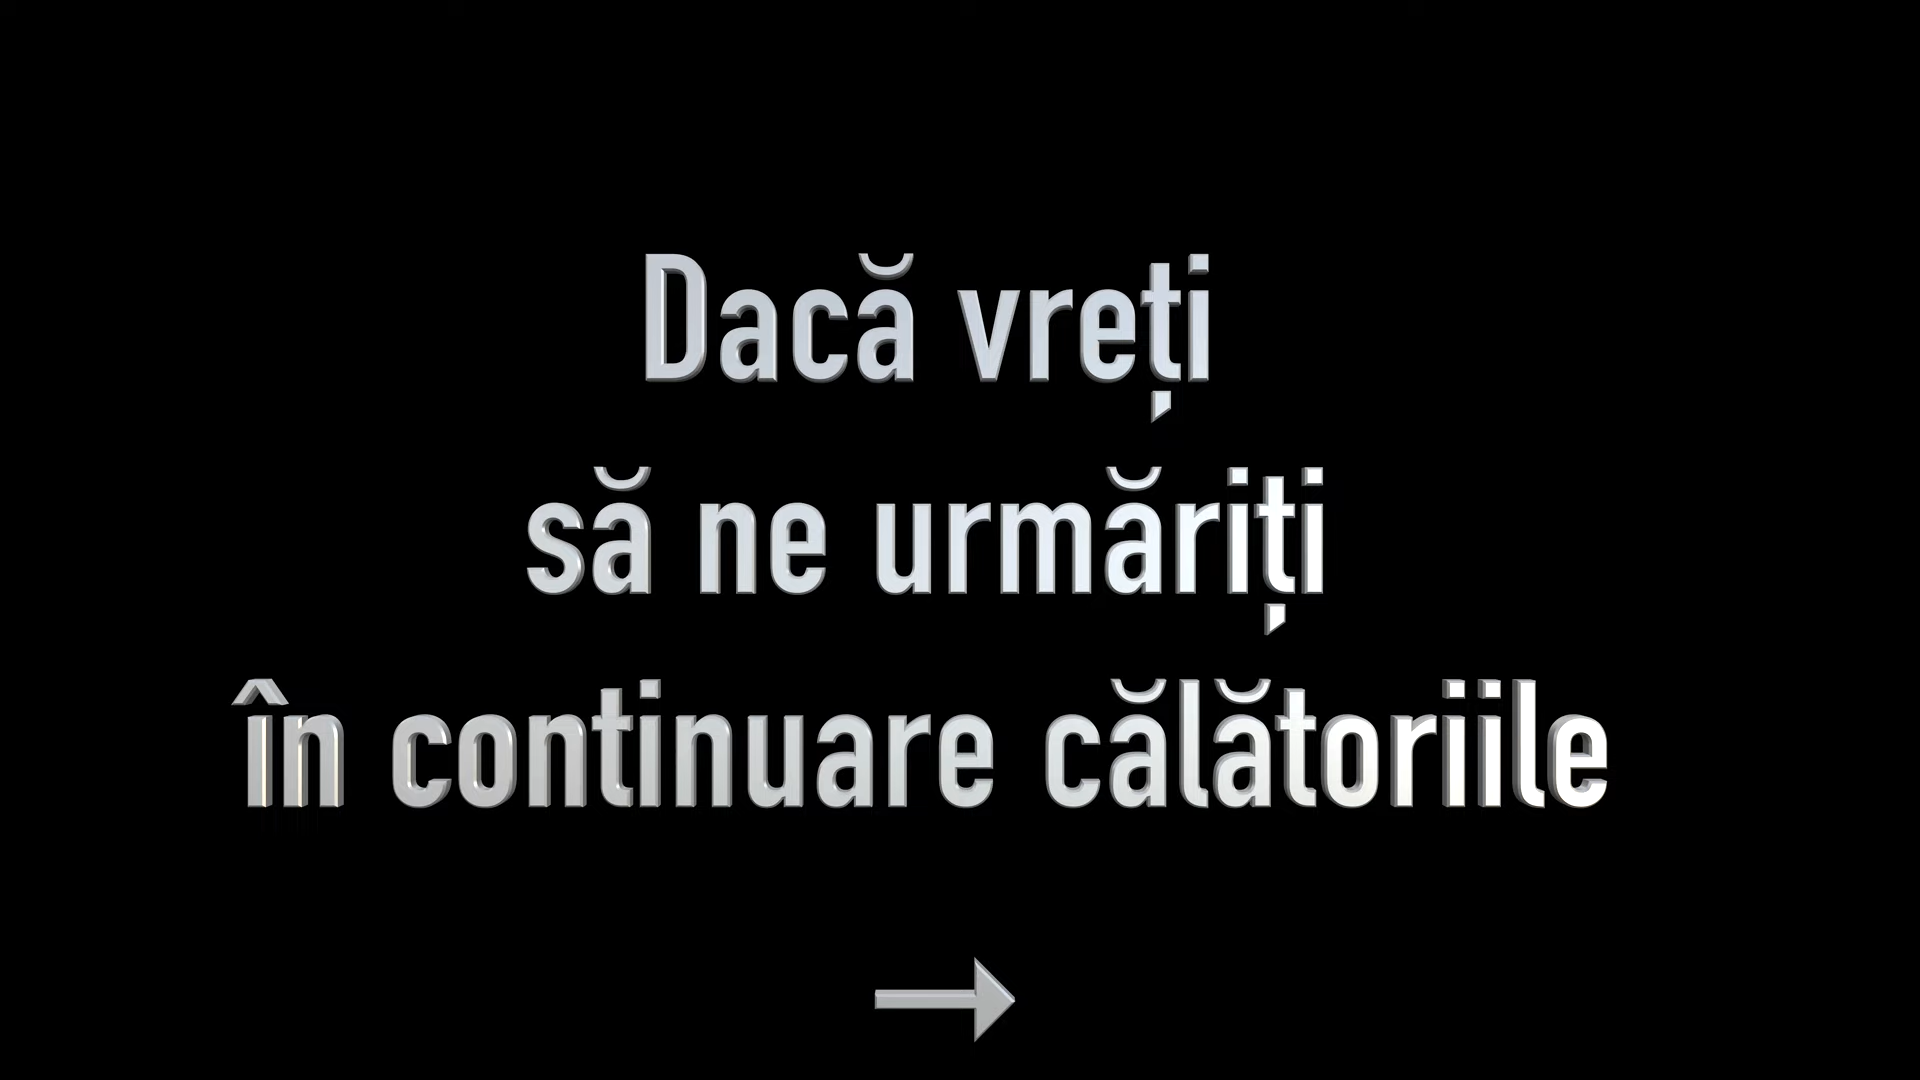 Dacă vreți
să ne urmăriți
în continuare călătoriile
→